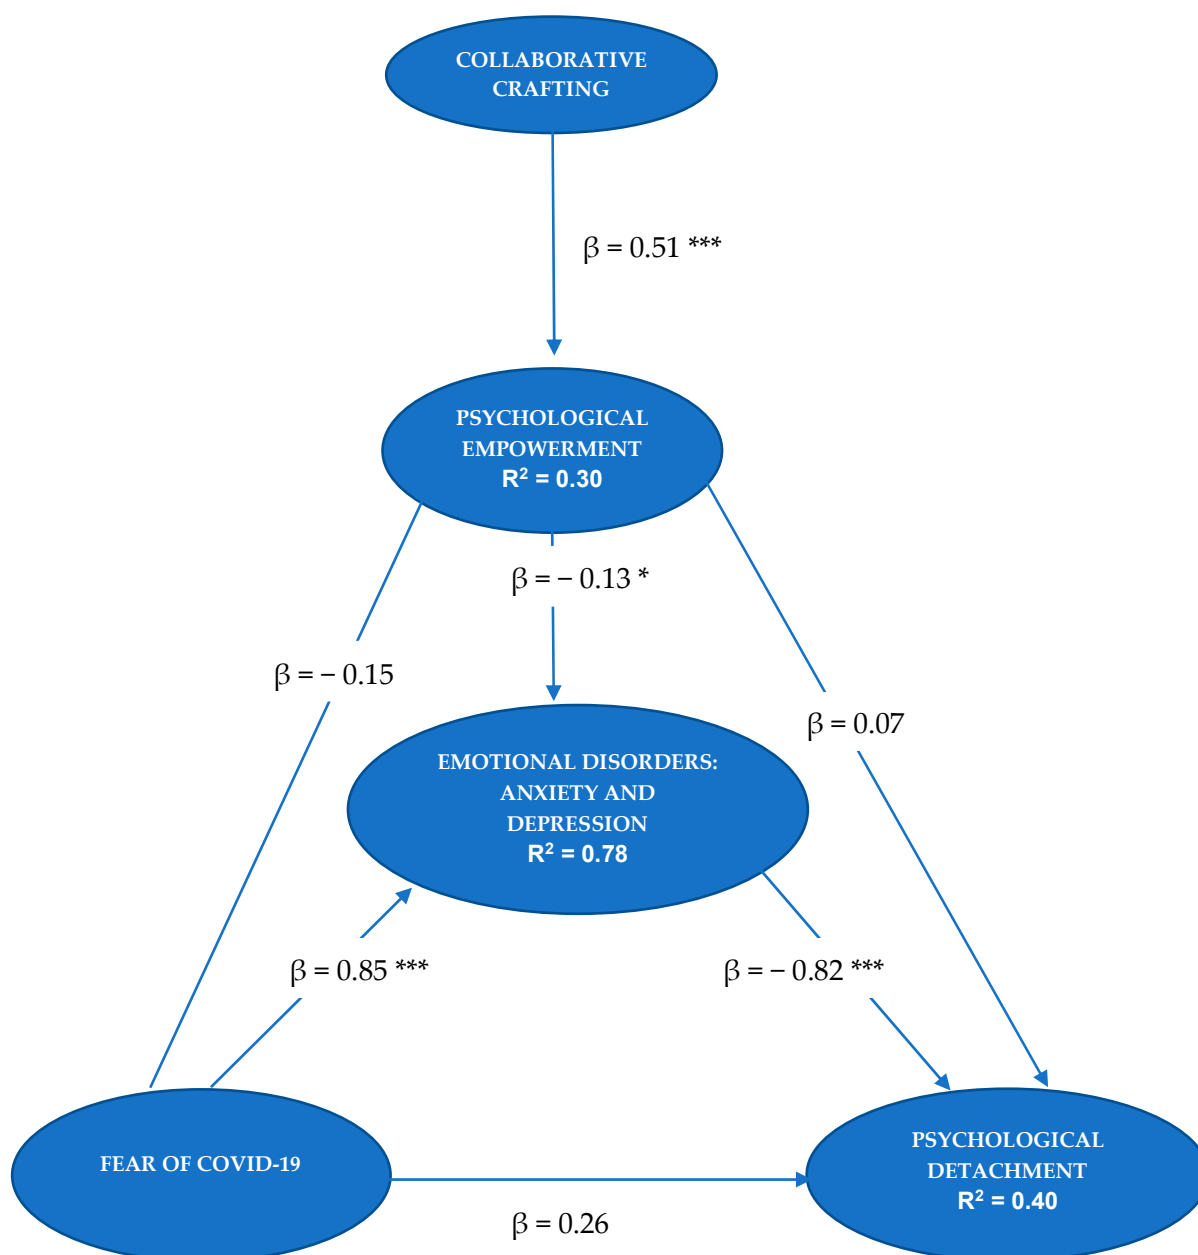 COLLABORATIVE
CRAFTING
β = 0.51 ***
PSYCHOLOGICAL
EMPOWERMENT
R² = 0.30
β = − 0.13 *
β = − 0.15
β = 0.07
EMOTIONAL DISORDERS:
ANXIETY AND
DEPRESSION
R² = 0.78
β = 0.85 ***
β = − 0.82 ***
FEAR OF COVID-19
PSYCHOLOGICAL
DETACHMENT
R² = 0.40
β = 0.26